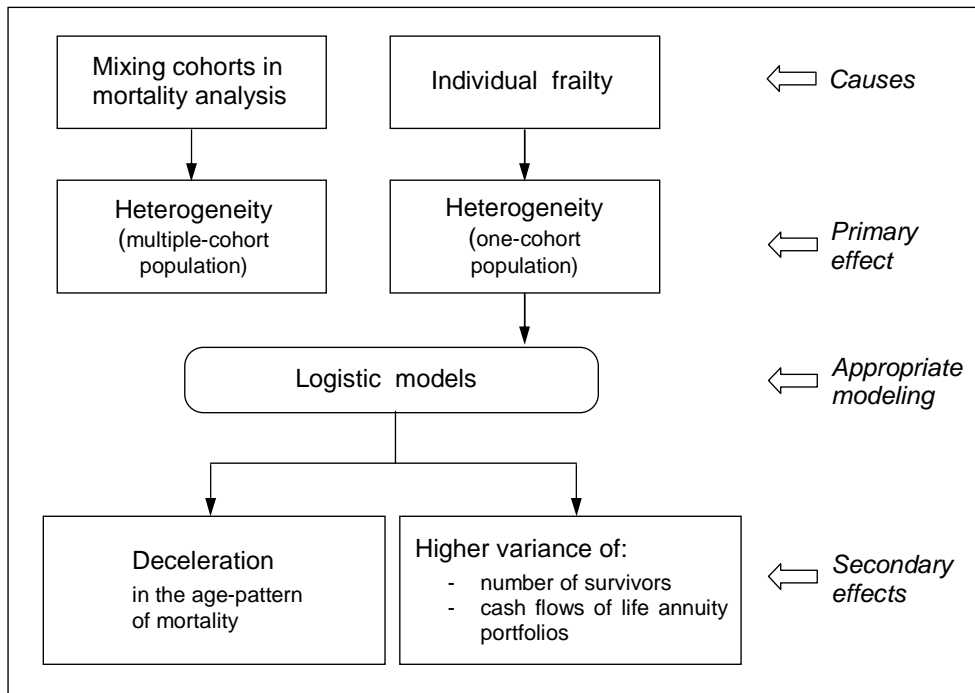 Mixing cohorts in
mortality analysis
Individual frailty
Causes
Heterogeneity
(multiple-cohort
population)
Heterogeneity
(one-cohort
population)
Primary
effect
Logistic models
Appropriate
modeling
Deceleration
in the age-pattern
of mortality
Higher variance of:
- number of survivors
- cash flows of life annuity
portfolios
Secondary
effects